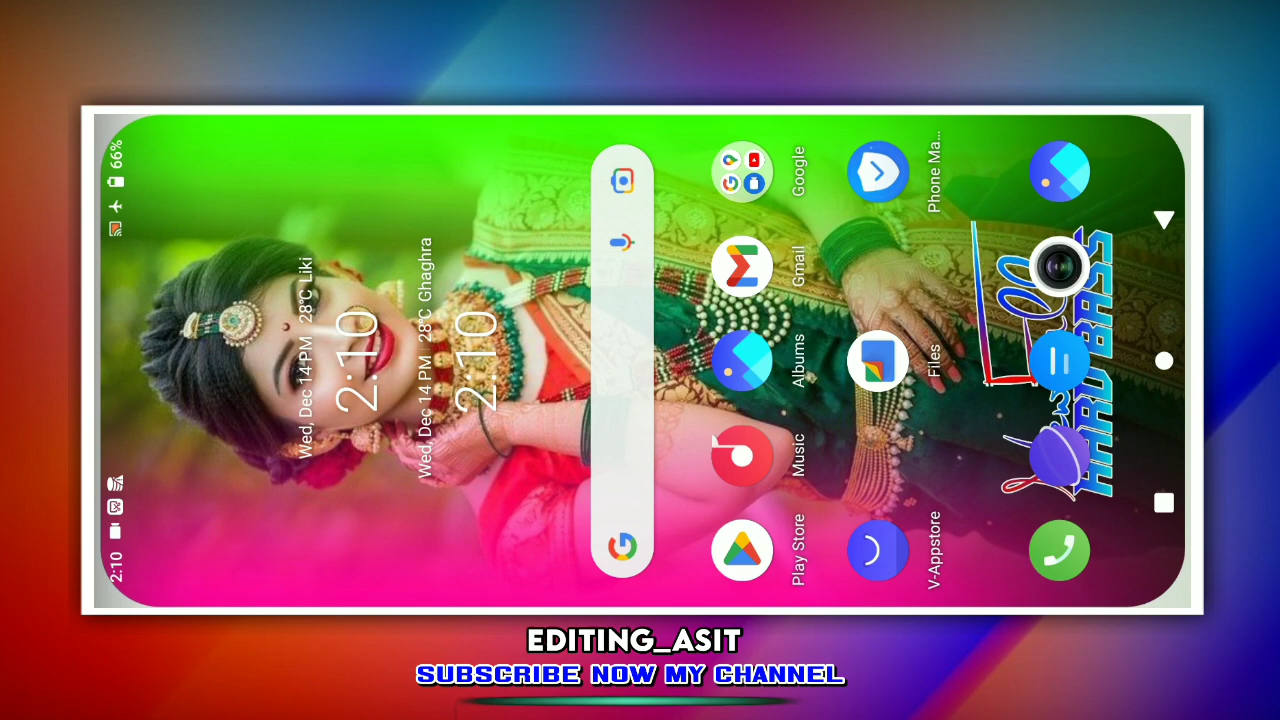 2:10
66%
Wed, Dec 14 PM 28°C Liki
2:10
Wed, Dec 14 PM 28°C Ghaghra
2:10
Play Store
Music
Albums
Gmail
Google
V-Appstore
Files
Phone Ma...
HARD BASS
EDITING_ASIT
SUBSCRIBE NOW MY CHANNEL